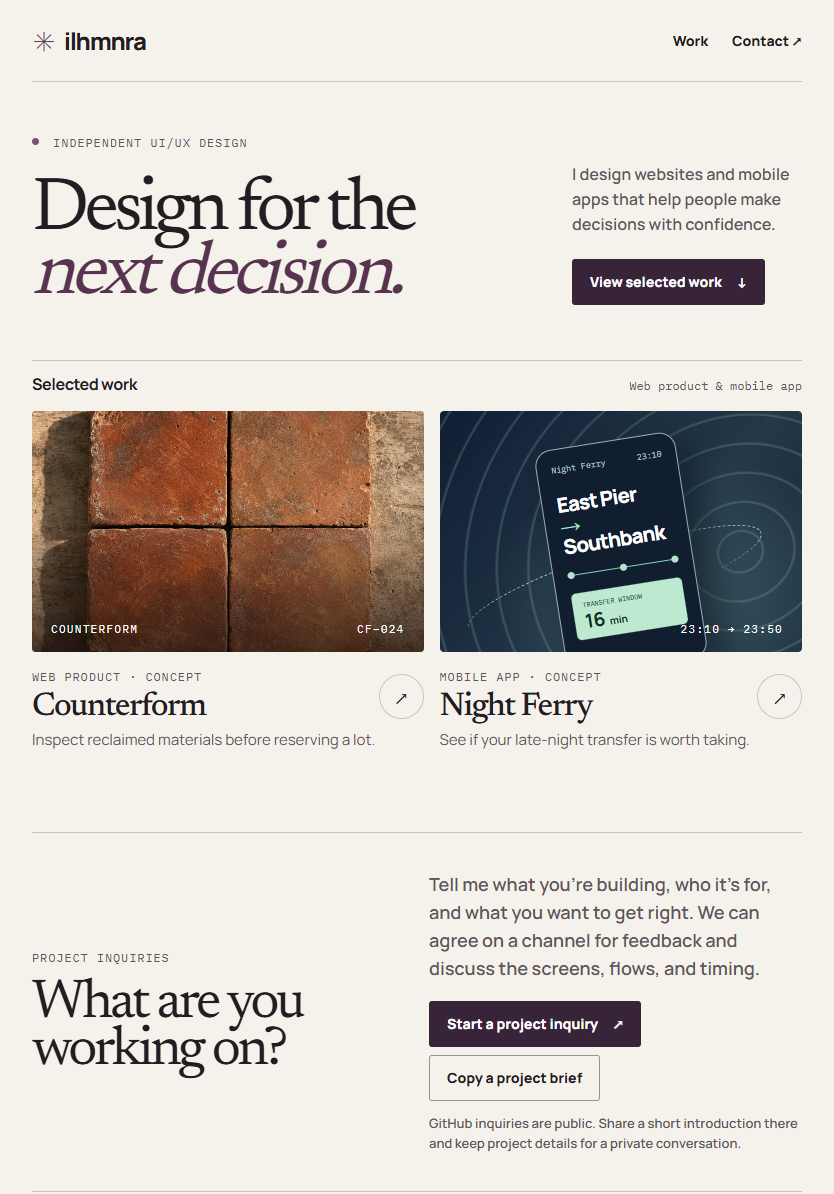 ilhmnra
Work
Contact ↗
INDEPENDENT UI/UX DESIGN
Design for the
next decision.
I design websites and mobile
apps that help people make
decisions with confidence.
View selected work ↓
Selected work
Web product & mobile app
COUNTERFORM
CF—024
Night Ferry
23:10
East Pier
→
Southbank
TRANSFER WINDOW
16 min
23:10 → 23:50
WEB PRODUCT · CONCEPT
Counterform
↗
Inspect reclaimed materials before reserving a lot.
MOBILE APP · CONCEPT
Night Ferry
↗
See if your late-night transfer is worth taking.
PROJECT INQUIRIES
What are you
working on?
Tell me what you’re building, who it’s for,
and what you want to get right. We can
agree on a channel for feedback and
discuss the screens, flows, and timing.
Start a project inquiry ↗
Copy a project brief
GitHub inquiries are public. Share a short introduction there
and keep project details for a private conversation.